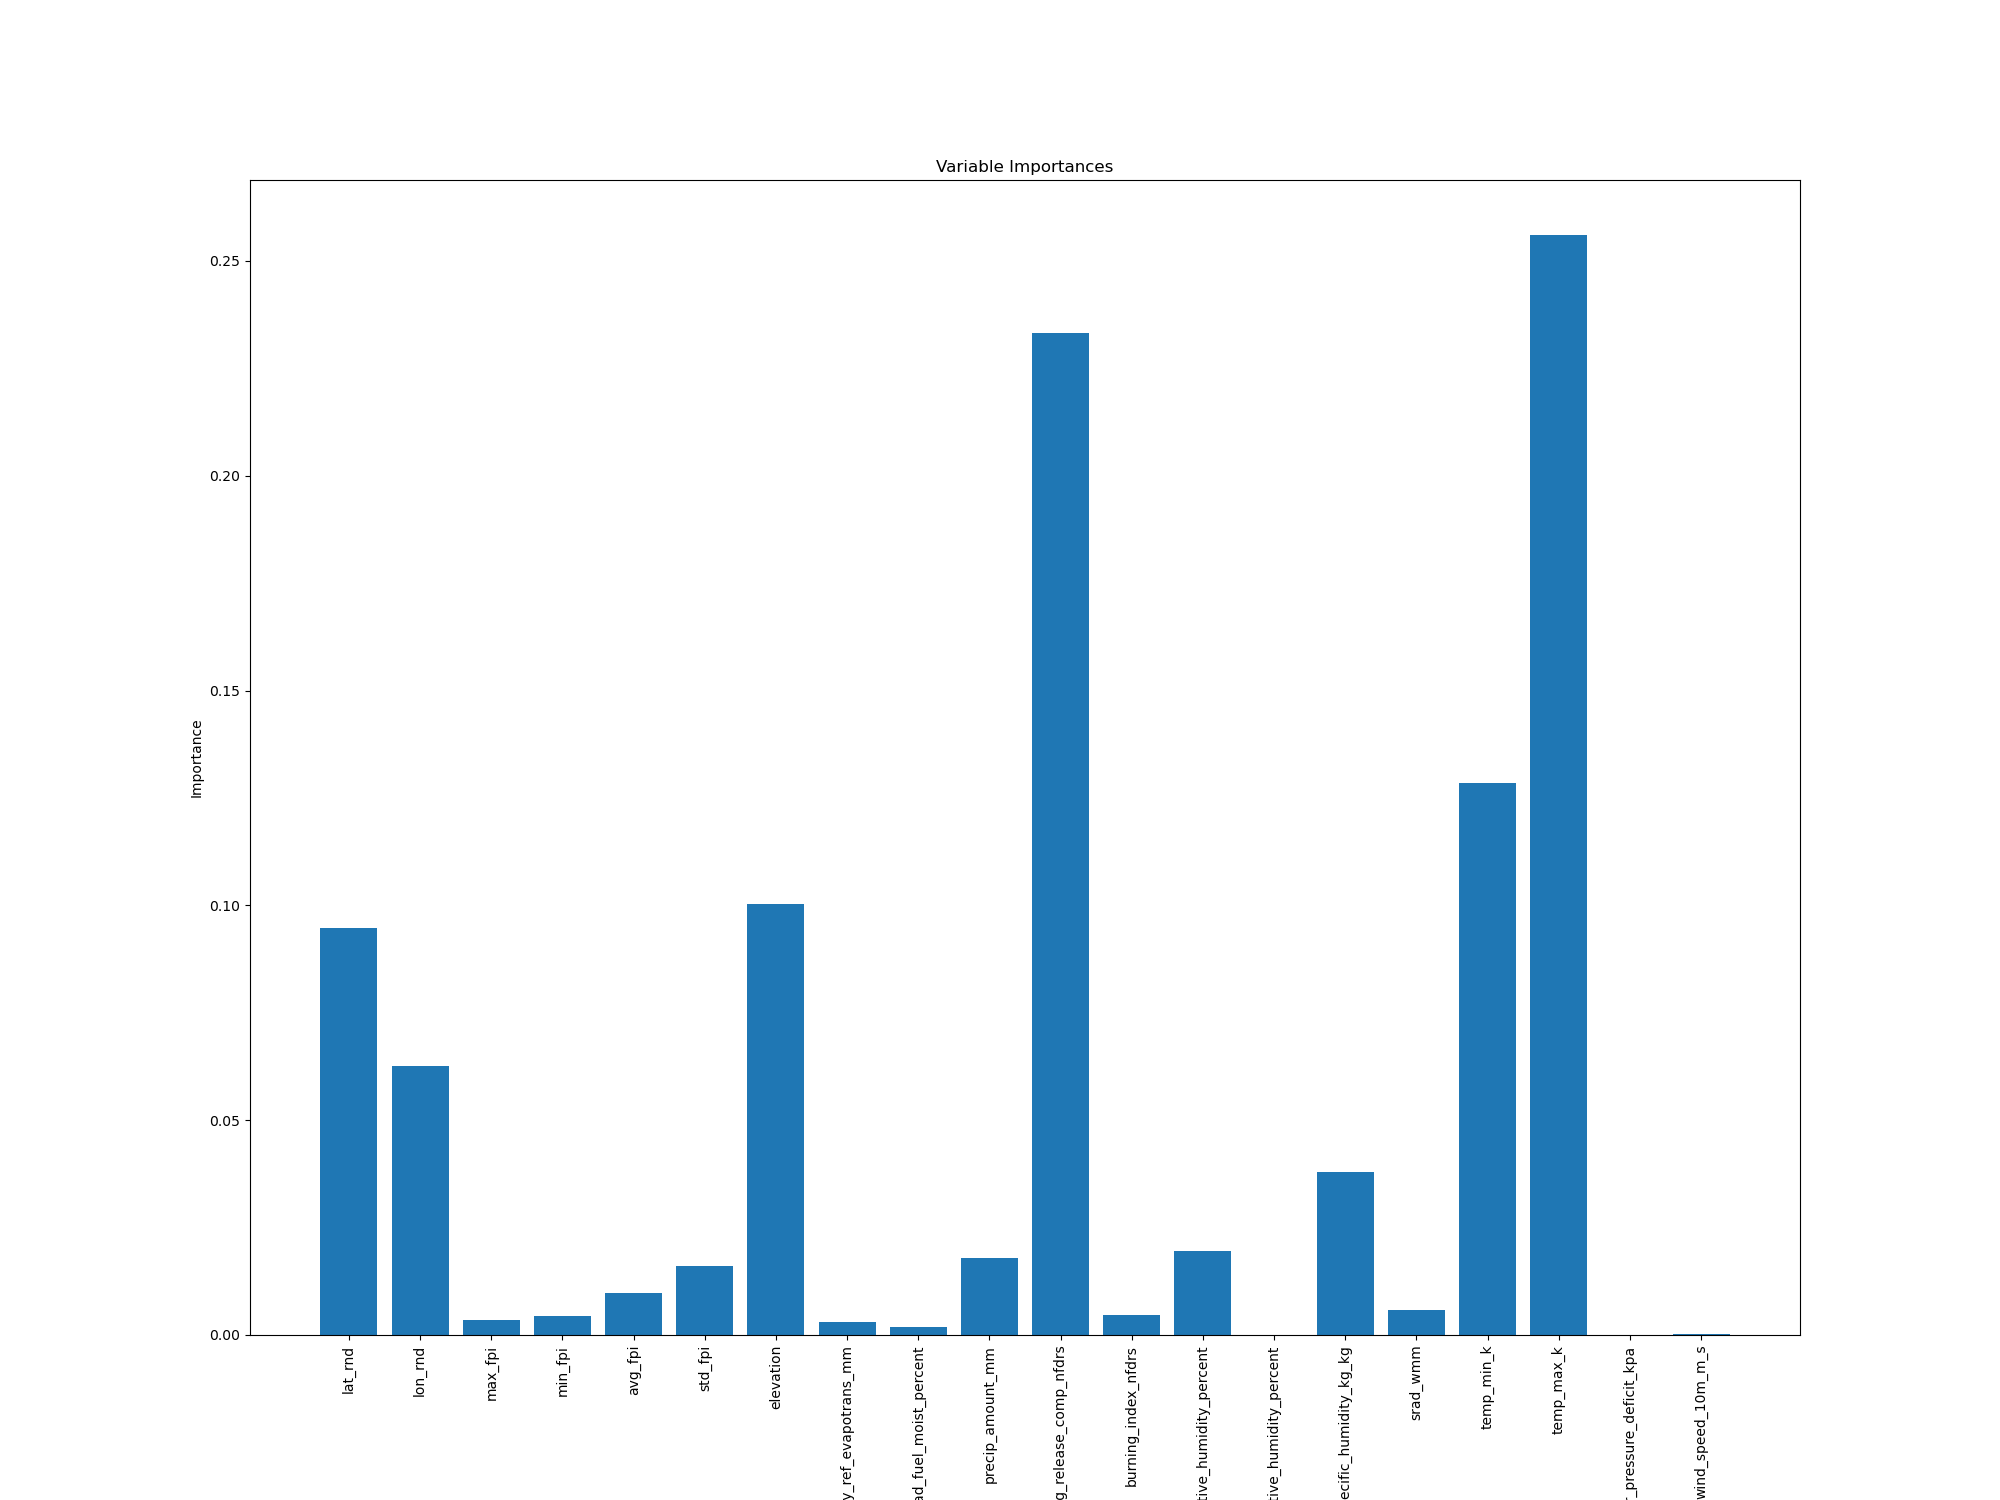 Variable Importances
Importance
0.25
0.20
0.15
0.10
0.05
0.00
lat_rnd
lon_rnd
max_fpi
min_fpi
avg_fpi
std_fpi
elevation
y_ref_evapotrans_mm
ad_fuel_moist_percent
precip_amount_mm
g_release_comp_nfdrs
burning_index_nfdrs
tive_humidity_percent
tive_humidity_percent
ecific_humidity_kg_kg
srad_wmm
temp_min_k
temp_max_k
r_pressure_deficit_kpa
wind_speed_10m_m_s